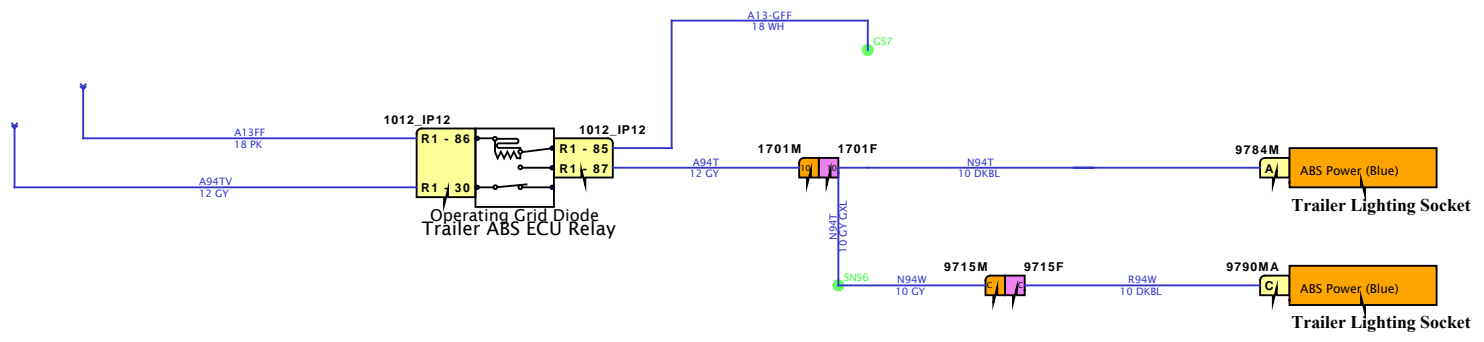 A13-GFF
18 WH
GS7
A13FF
18 PK
1012_IP12
R1 - 86
R1 - 30
1012_IP12
R1 - 85
R1 - 87
A94TV
12 GY
Operating Grid Diode
Trailer ABS ECU Relay
A94T
12 GY
1701M
1701F
10
10
N94T
10 DKBL
9784M
A
ABS Power (Blue)
Trailer Lighting Socket
N94T
10 GY GXL
SNS6
N94W
10 GY
9715M
9715F
C
C
R94W
10 DKBL
9790MA
C
ABS Power (Blue)
Trailer Lighting Socket